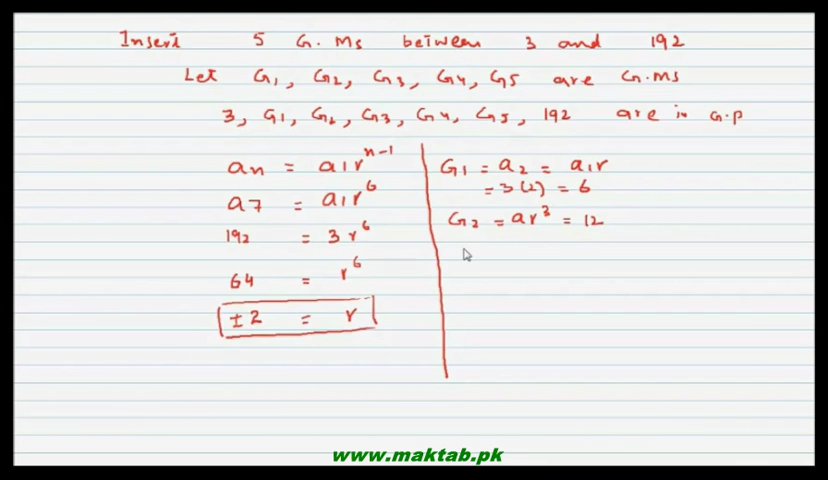 Insert 5 G.Ms between 3 and 192
Let G1, G2, G3, G4, G5 are G.Ms
3, G1, G2, G3, G4, G5, 192 are in G.P
an = a1r^n-1
a7 = a1r^6
192 = 3r^6
64 = r^6
±2 = r
G1 = a2 = a1r
= 3(2) = 6
G2 = ar^3 = 12
www.maktab.pk